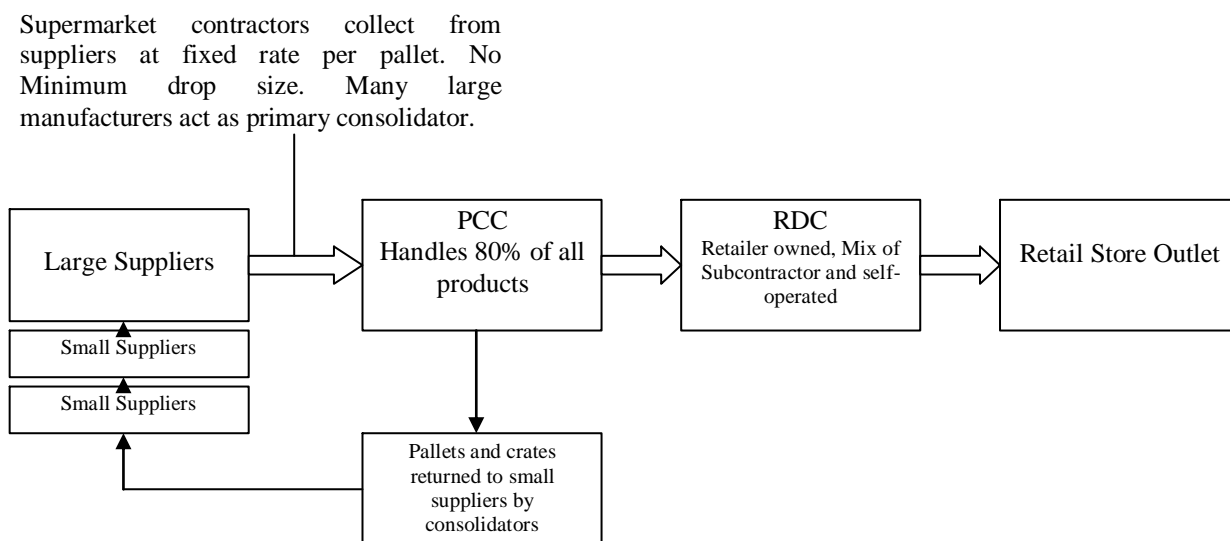 Supermarket contractors collect from
suppliers at fixed rate per pallet. No
Minimum drop size. Many large
manufacturers act as primary consolidator.
Large Suppliers
PCC
Handles 80% of all
products
RDC
Retailer owned, Mix of
Subcontractor and self-
operated
Retail Store Outlet
Small Suppliers
Small Suppliers
Pallets and crates
returned to small
suppliers by
consolidators